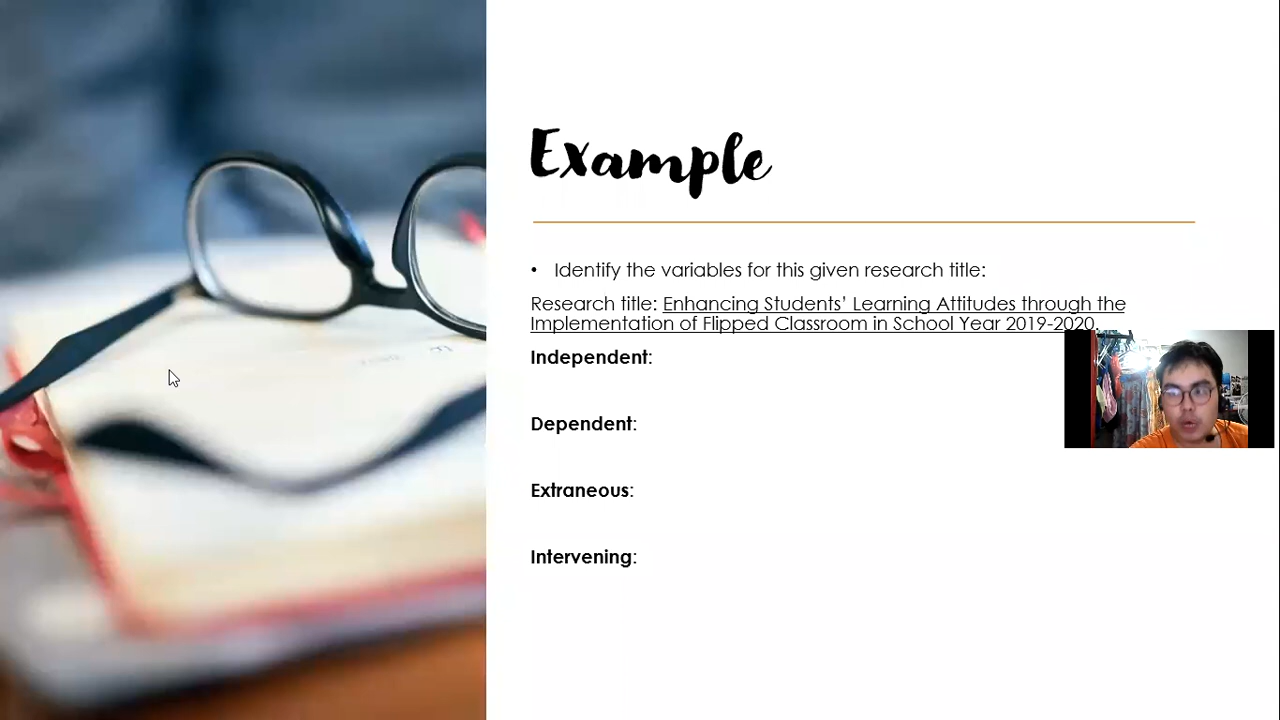 Example
• Identify the variables for this given research title:
Research title: Enhancing Students’ Learning Attitudes through the
Implementation of Flipped Classroom in School Year 2019-2020.
Independent:
Dependent:
Extraneous:
Intervening: